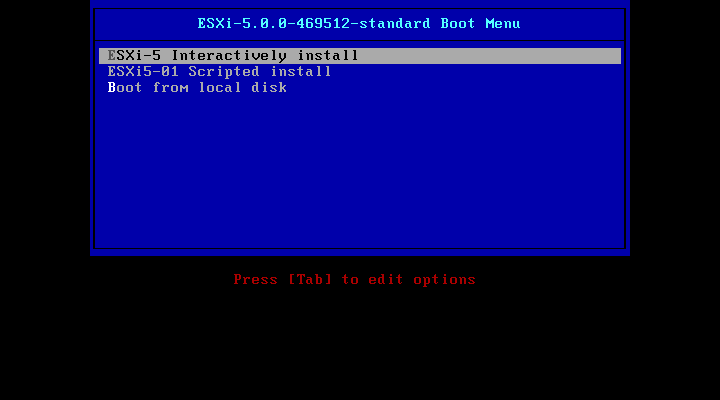 ESXi-5.0.0-469512-standard Boot Menu
ESXi-5 Interactively install
ESXi5-01 Scripted install
Boot from local disk
Press [Tab] to edit options